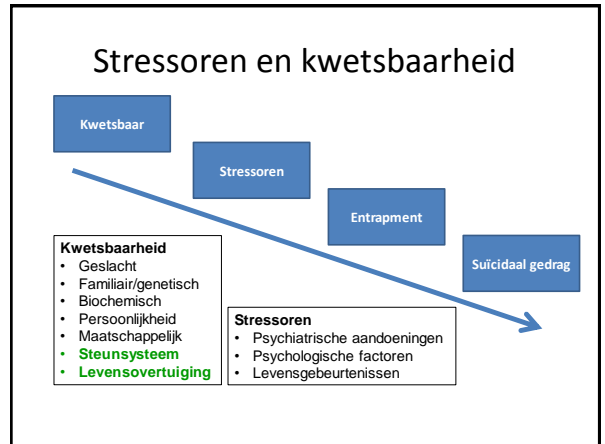 Stressoren en kwetsbaarheid
Kwetsbaar
Stressoren
Entrapment
Suïcidaal gedrag
Kwetsbaarheid
• Geslacht
• Familiair/genetisch
• Biochemisch
• Persoonlijkheid
• Maatschappelijk
• Steunsysteem
• Levensovertuiging
Stressoren
• Psychiatrische aandoeningen
• Psychologische factoren
• Levensgebeurtenissen